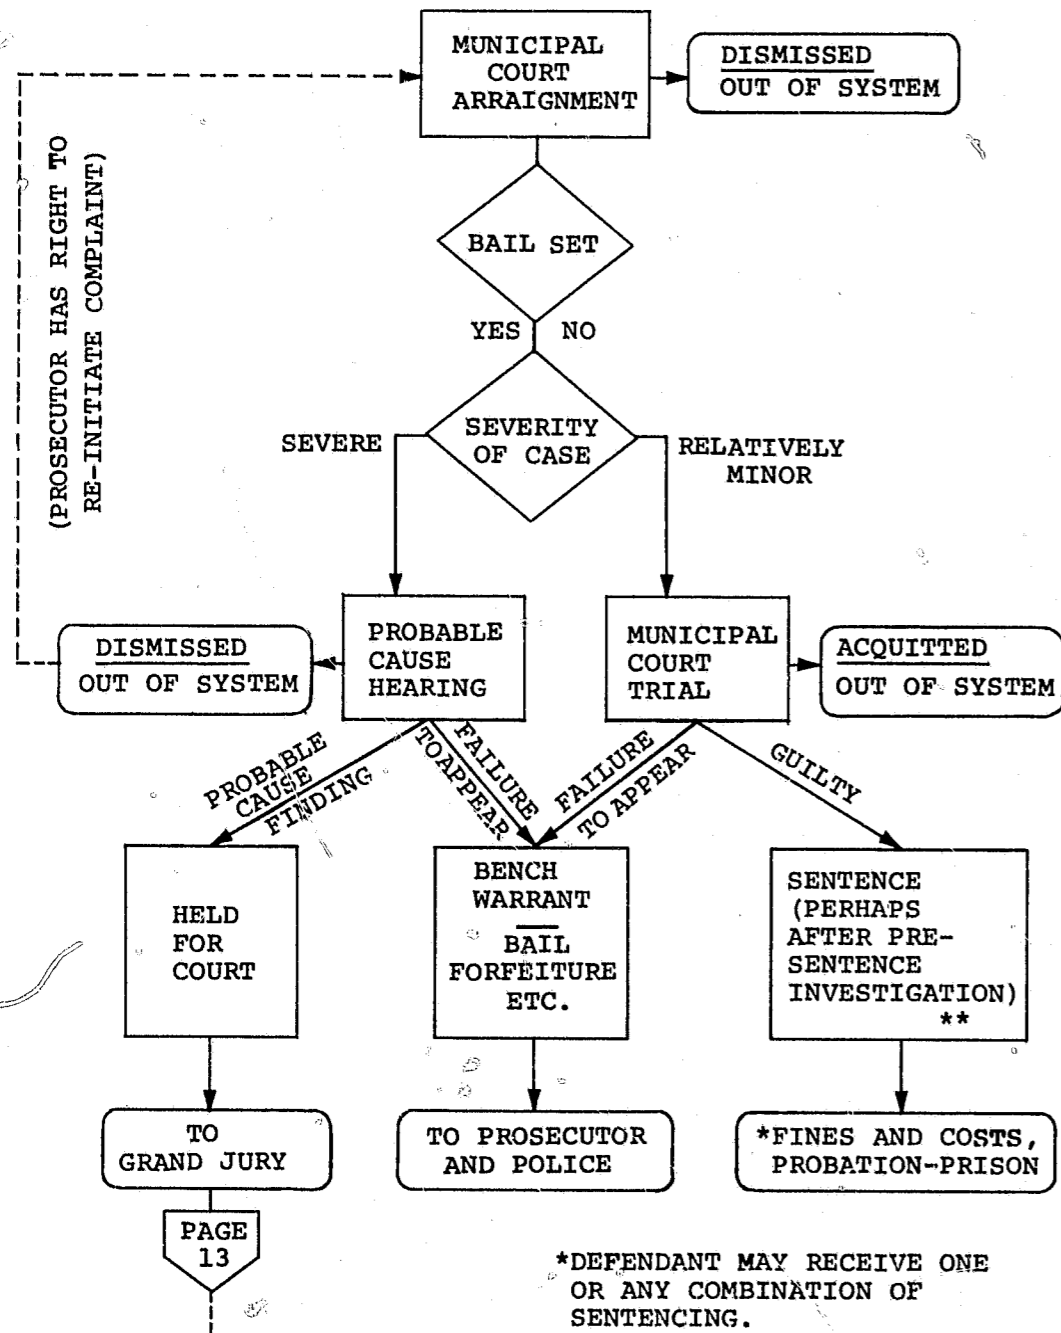 MUNICIPAL
COURT
ARRAIGNMENT
DISMISSED
OUT OF SYSTEM
(PROSECUTOR HAS RIGHT TO
RE-INITIATE COMPLAINT)
BAIL SET
YES NO
SEVERITY
OF CASE
SEVERE
RELATIVELY
MINOR
DISMISSED
OUT OF SYSTEM
PROBABLE
CAUSE
HEARING
MUNICIPAL
COURT
TRIAL
ACQUITTED
OUT OF SYSTEM
PROBABLE
CAUSE
FINDING
FAILURE
TO APPEAR
FAILURE
TO APPEAR
GUILTY
HELD
FOR
COURT
BENCH
WARRANT
BAIL
FORFEITURE
ETC.
SENTENCE
(PERHAPS
AFTER PRE-
SENTENCE
INVESTIGATION)
**
TO
GRAND JURY
TO PROSECUTOR
AND POLICE
*FINES AND COSTS,
PROBATION-PRISON
PAGE
13
*DEFENDANT MAY RECEIVE ONE
OR ANY COMBINATION OF
SENTENCING.